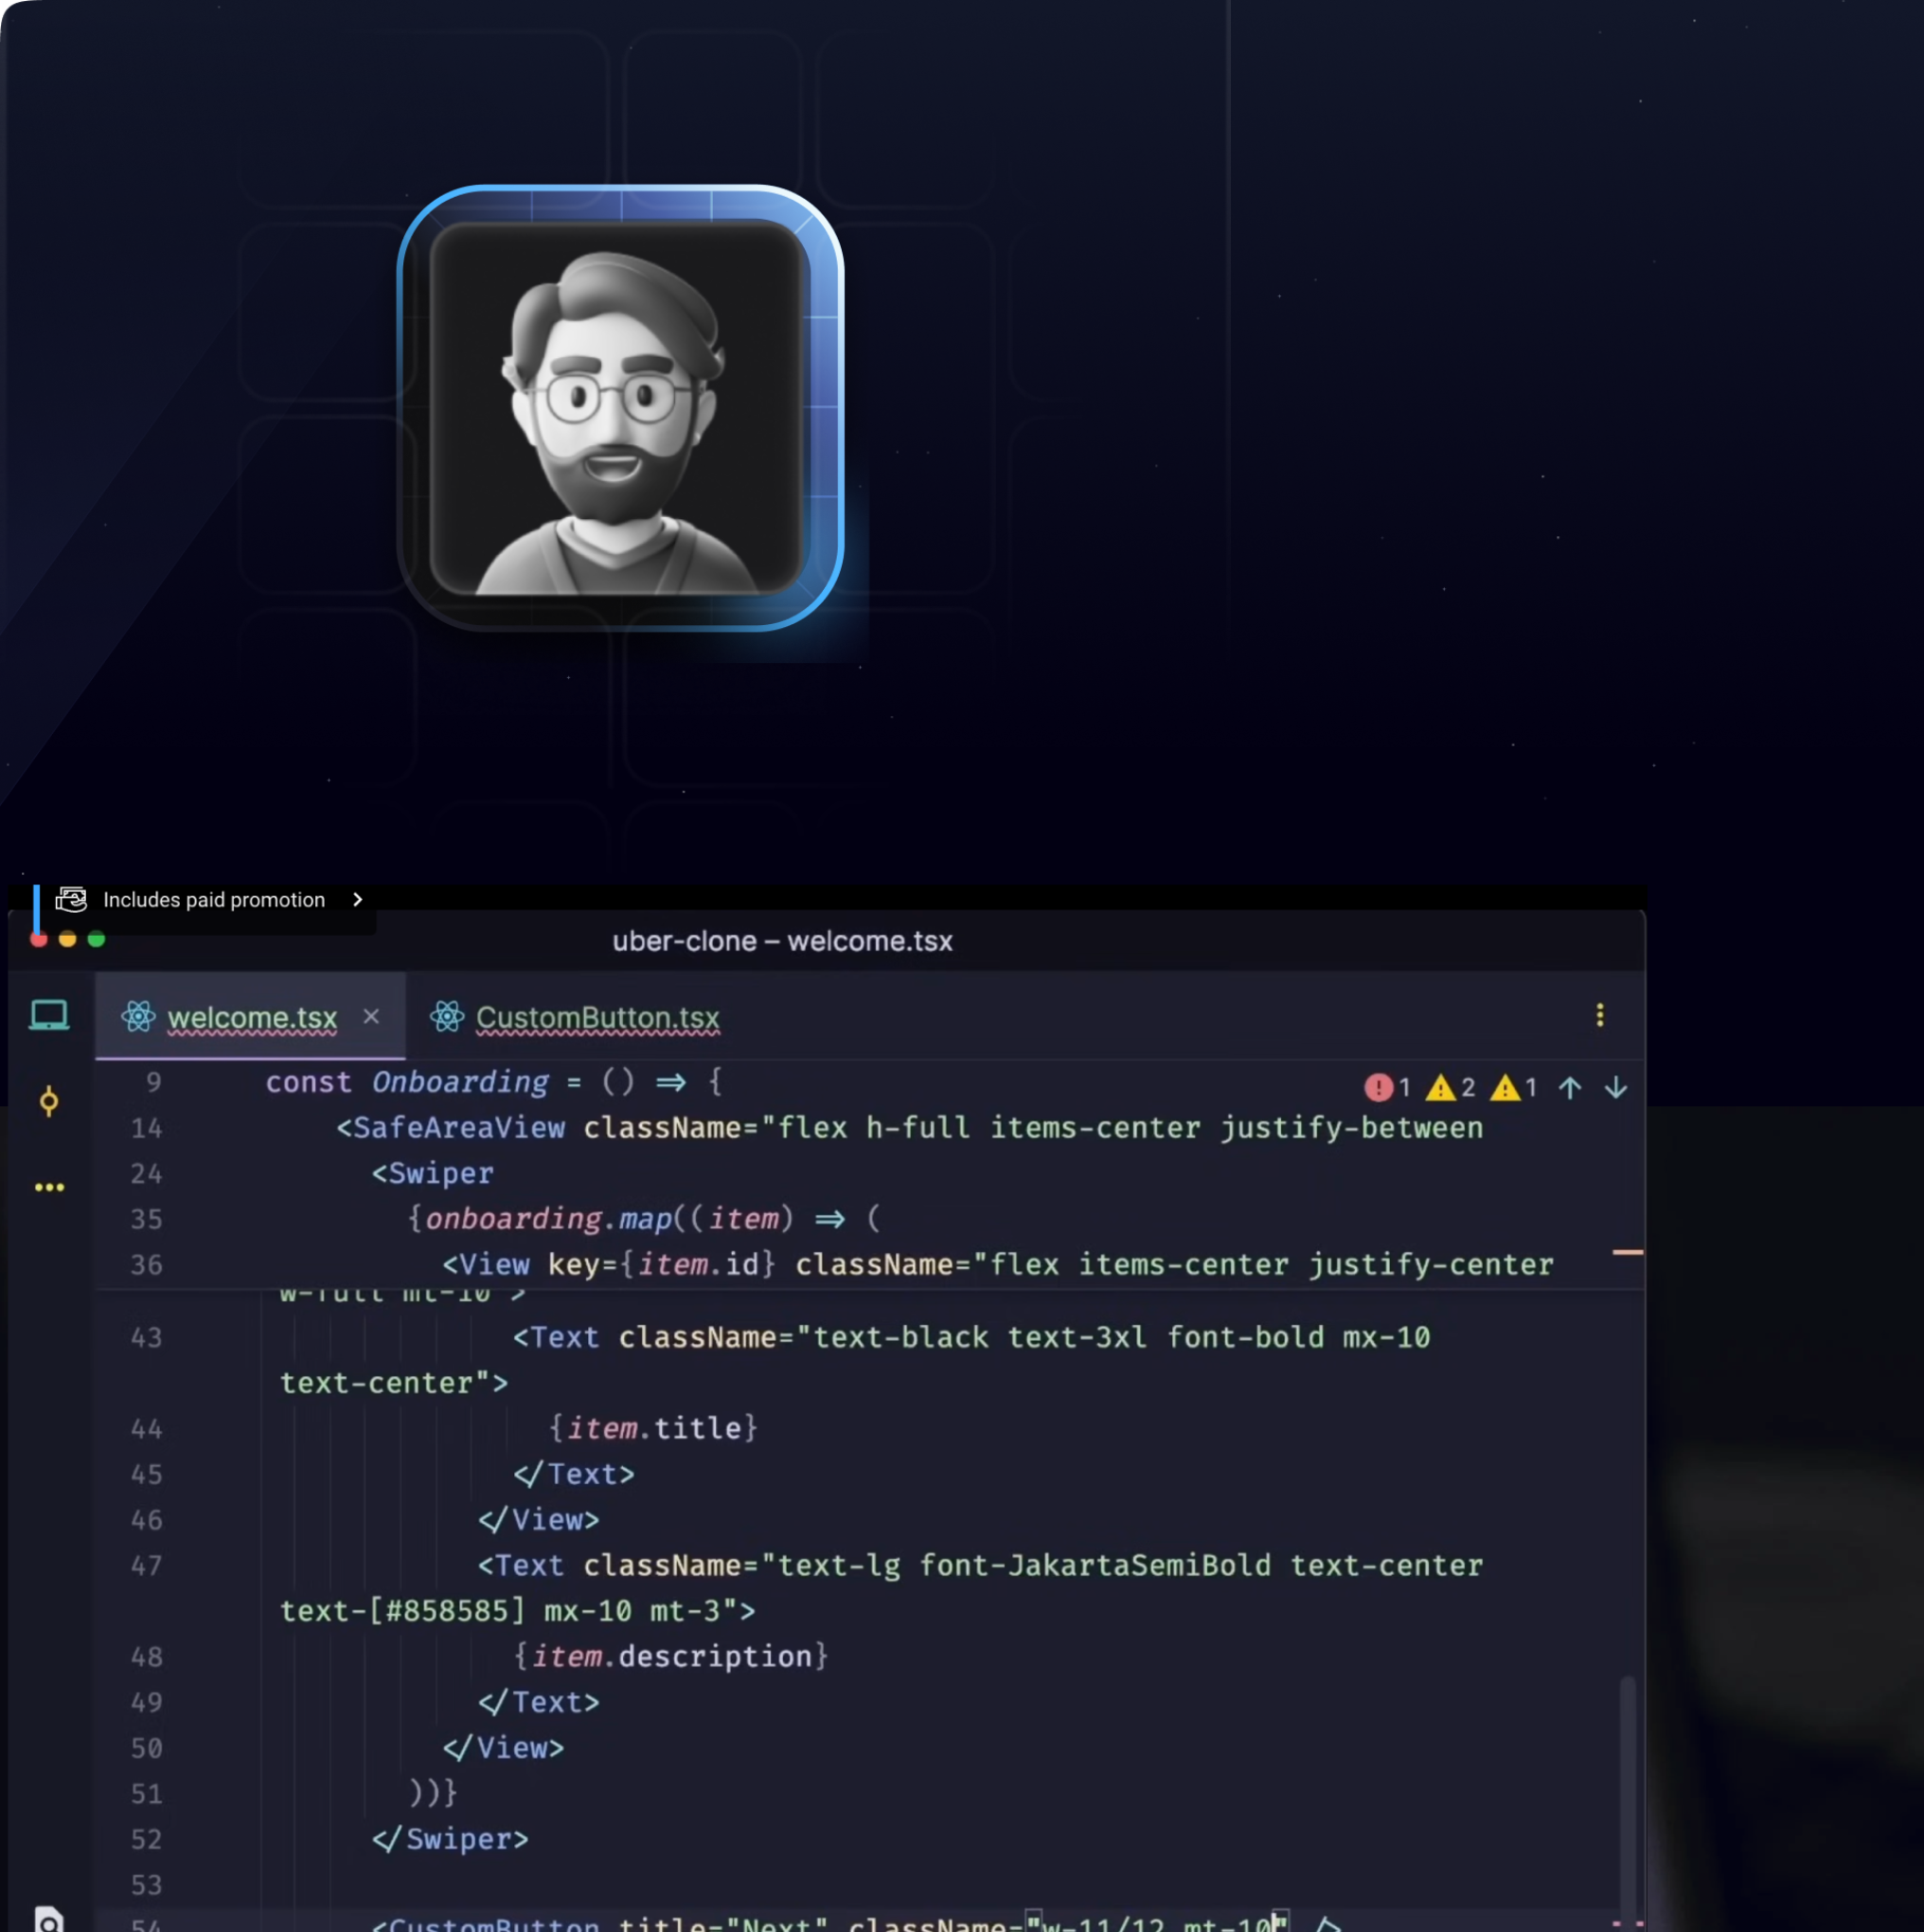 Includes paid promotion
uber-clone – welcome.tsx
welcome.tsx × CustomButton.tsx
9 const Onboarding = () => {
1 2 1
14 <SafeAreaView className="flex h-full items-center justify-between
24 <Swiper
35 {onboarding.map((item) => (
36 <View key={item.id} className="flex items-center justify-center
w-full mt-10">
43 <Text className="text-black text-3xl font-bold mx-10
text-center">
44 {item.title}
45 </Text>
46 </View>
47 <Text className="text-lg font-JakartaSemiBold text-center
text-[#858585] mx-10 mt-3">
48 {item.description}
49 </Text>
50 </View>
51 ))}
52 </Swiper>
53
54 <CustomButton title="Next" className="w-11/12 mt-10" />